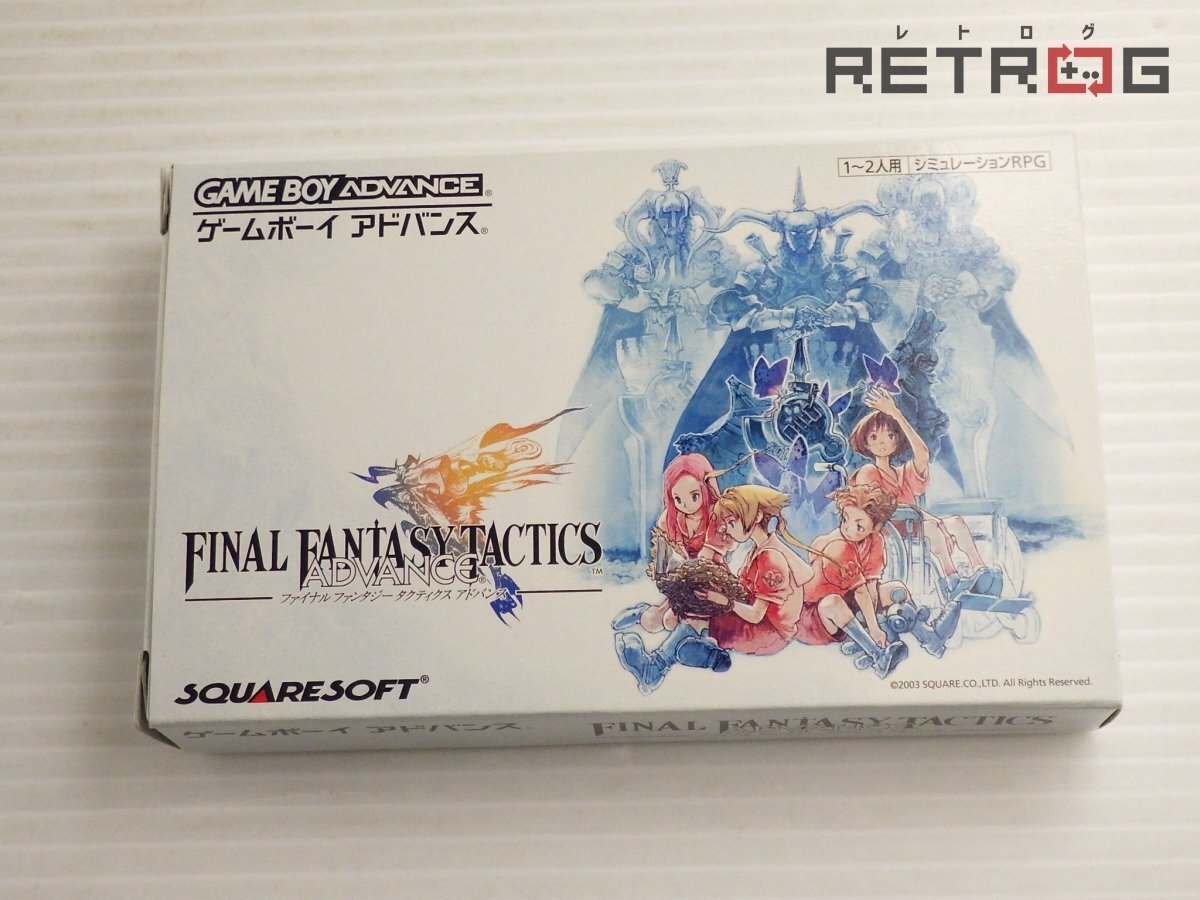 レトログ
RETROG
1〜2人用 シミュレーションRPG
GAME BOY ADVANCE®
ゲームボーイ アドバンス®
FINAL FANTASY TACTICS™
ADVANCE®
ファイナルファンタジー タクティクス アドバンス
SQUARESOFT®
©2003 SQUARE CO.,LTD. All Rights Reserved.
ゲームボーイ アドバンス
FINAL FANTASY TACTICS